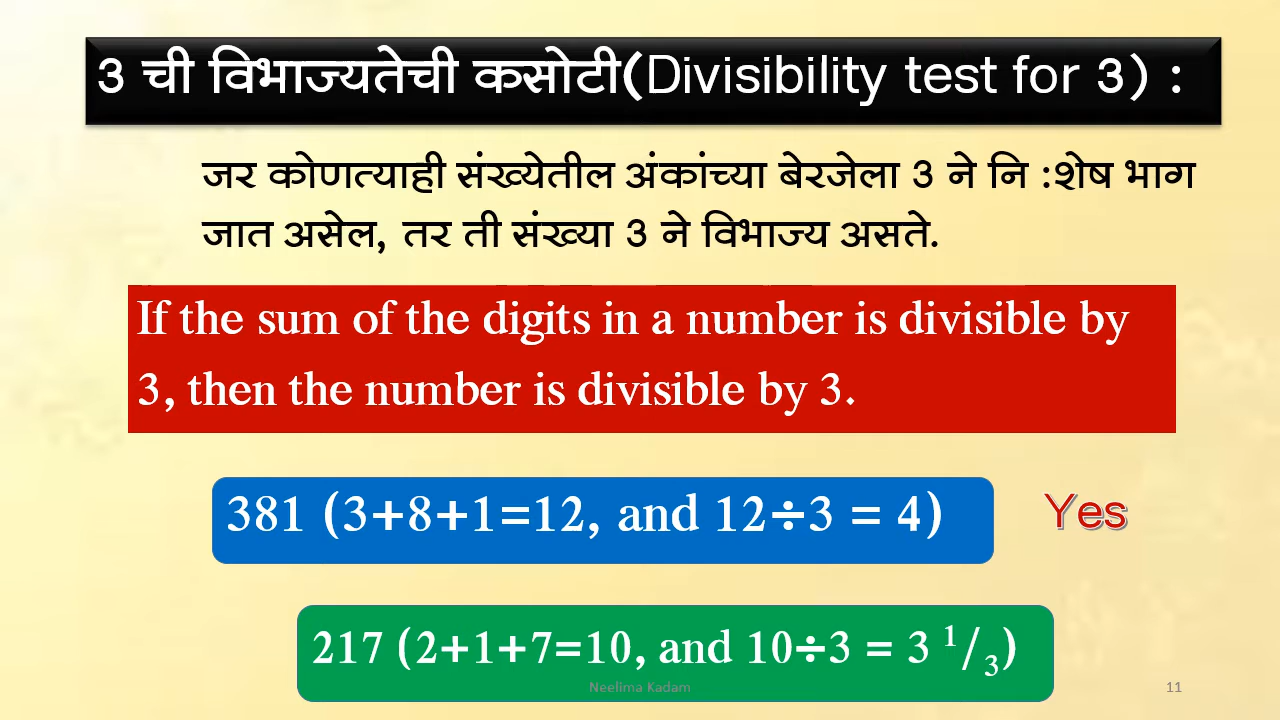 3 ची विभाज्यतेची कसोटी(Divisibility test for 3) :
जर कोणत्याही संख्येतील अंकांच्या बेरजेला 3 ने नि :शेष भाग
जात असेल, तर ती संख्या 3 ने विभाज्य असते.
If the sum of the digits in a number is divisible by
3, then the number is divisible by 3.
381 (3+8+1=12, and 12÷3 = 4)
Yes
217 (2+1+7=10, and 10÷3 = 3 1/3)
Neelima Kadam
11